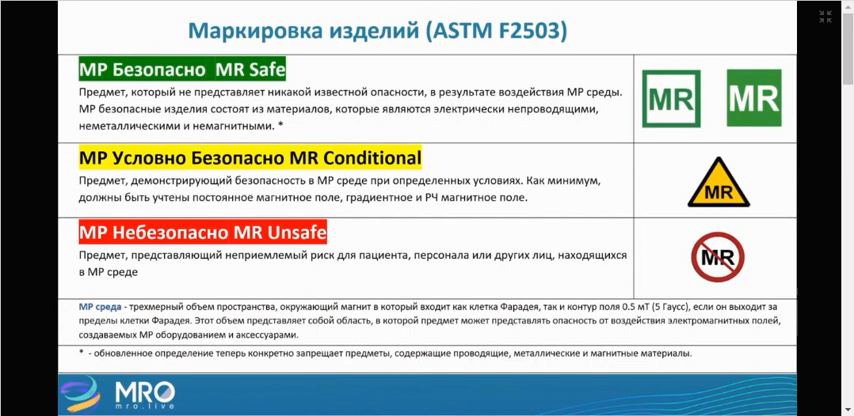 Маркировка изделий (ASTM F2503)
МР Безопасно MR Safe
Предмет, который не представляет никакой известной опасности, в результате воздействия МР среды.
МР безопасные изделия состоят из материалов, которые являются электрически непроводящими,
неметаллическими и немагнитными. *
MR MR
МР Условно Безопасно MR Conditional
Предмет, демонстрирующий безопасность в МР среде при определенных условиях. Как минимум,
должны быть учтены постоянное магнитное поле, градиентное и РЧ магнитное поле.
MR
МР Небезопасно MR Unsafe
Предмет, представляющий неприемлемый риск для пациента, персонала или других лиц, находящихся
в МР среде
MR
МР среда - трехмерный объем пространства, окружающий магнит в который входит как клетка Фарадея, так и контур поля 0.5 мТ (5 Гаусс), если он выходит за
пределы клетки Фарадея. Этот объем представляет собой область, в которой предмет может представлять опасность от воздействия электромагнитных полей,
создаваемых МР оборудованием и аксессуарами.
* - обновленное определение теперь конкретно запрещает предметы, содержащие проводящие, металлические и магнитные материалы.
MRO
mro.live